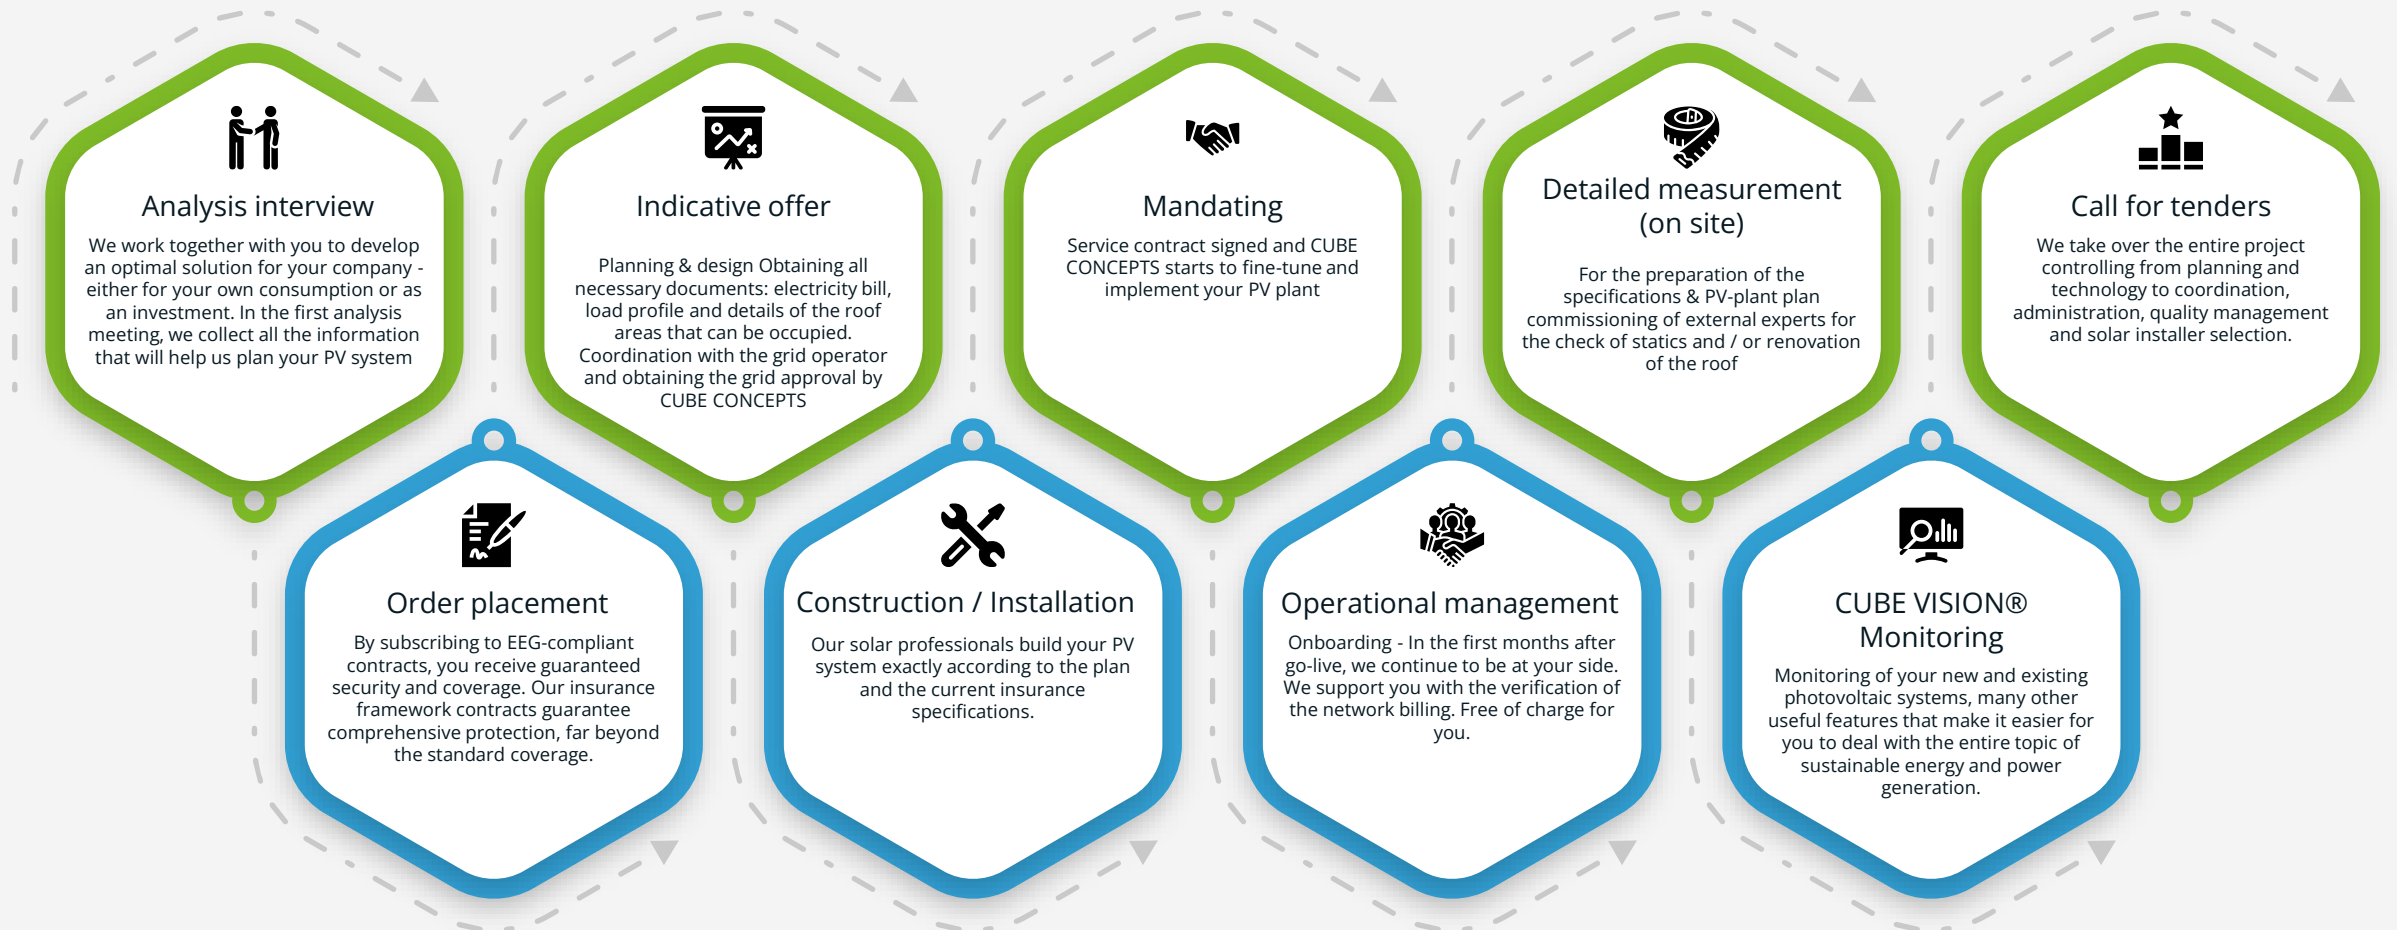 Analysis interview
We work together with you to develop
an optimal solution for your company -
either for your own consumption or as
an investment. In the first analysis
meeting, we collect all the information
that will help us plan your PV system
Indicative offer
Planning & design Obtaining all
necessary documents: electricity bill,
load profile and details of the roof
areas that can be occupied.
Coordination with the grid operator
and obtaining the grid approval by
CUBE CONCEPTS
Mandating
Service contract signed and CUBE
CONCEPTS starts to fine-tune and
implement your PV plant
Detailed measurement
(on site)
For the preparation of the
specifications & PV-plant plan
commissioning of external experts for
the check of statics and / or renovation
of the roof
Call for tenders
We take over the entire project
controlling from planning and
technology to coordination,
administration, quality management
and solar installer selection.
Order placement
By subscribing to EEG-compliant
contracts, you receive guaranteed
security and coverage. Our insurance
framework contracts guarantee
comprehensive protection, far beyond
the standard coverage.
Construction / Installation
Our solar professionals build your PV
system exactly according to the plan
and the current insurance
specifications.
Operational management
Onboarding - In the first months after
go-live, we continue to be at your side.
We support you with the verification of
the network billing. Free of charge for
you.
CUBE VISION®
Monitoring
Monitoring of your new and existing
photovoltaic systems, many other
useful features that make it easier for
you to deal with the entire topic of
sustainable energy and power
generation.